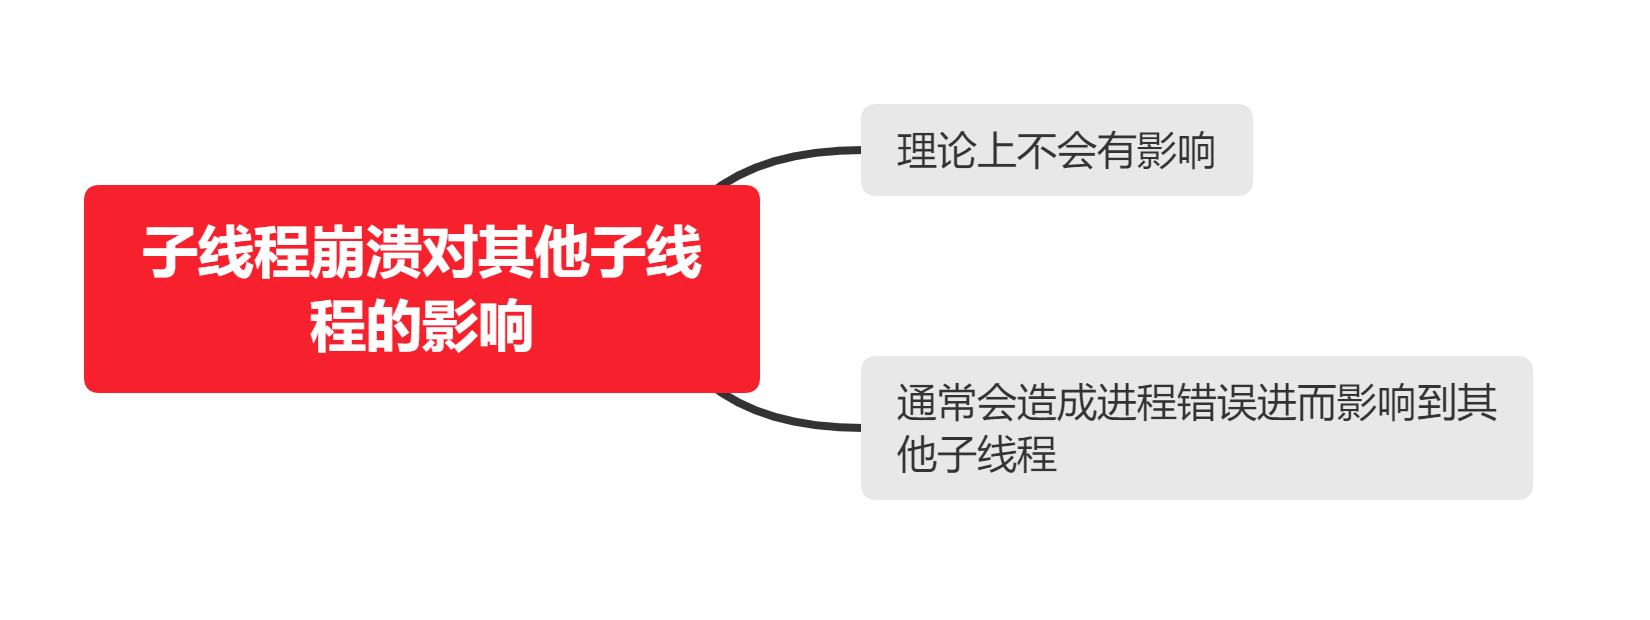 子线程崩溃对其他子线
程的影响
理论上不会有影响
通常会造成进程错误进而影响到其
他子线程